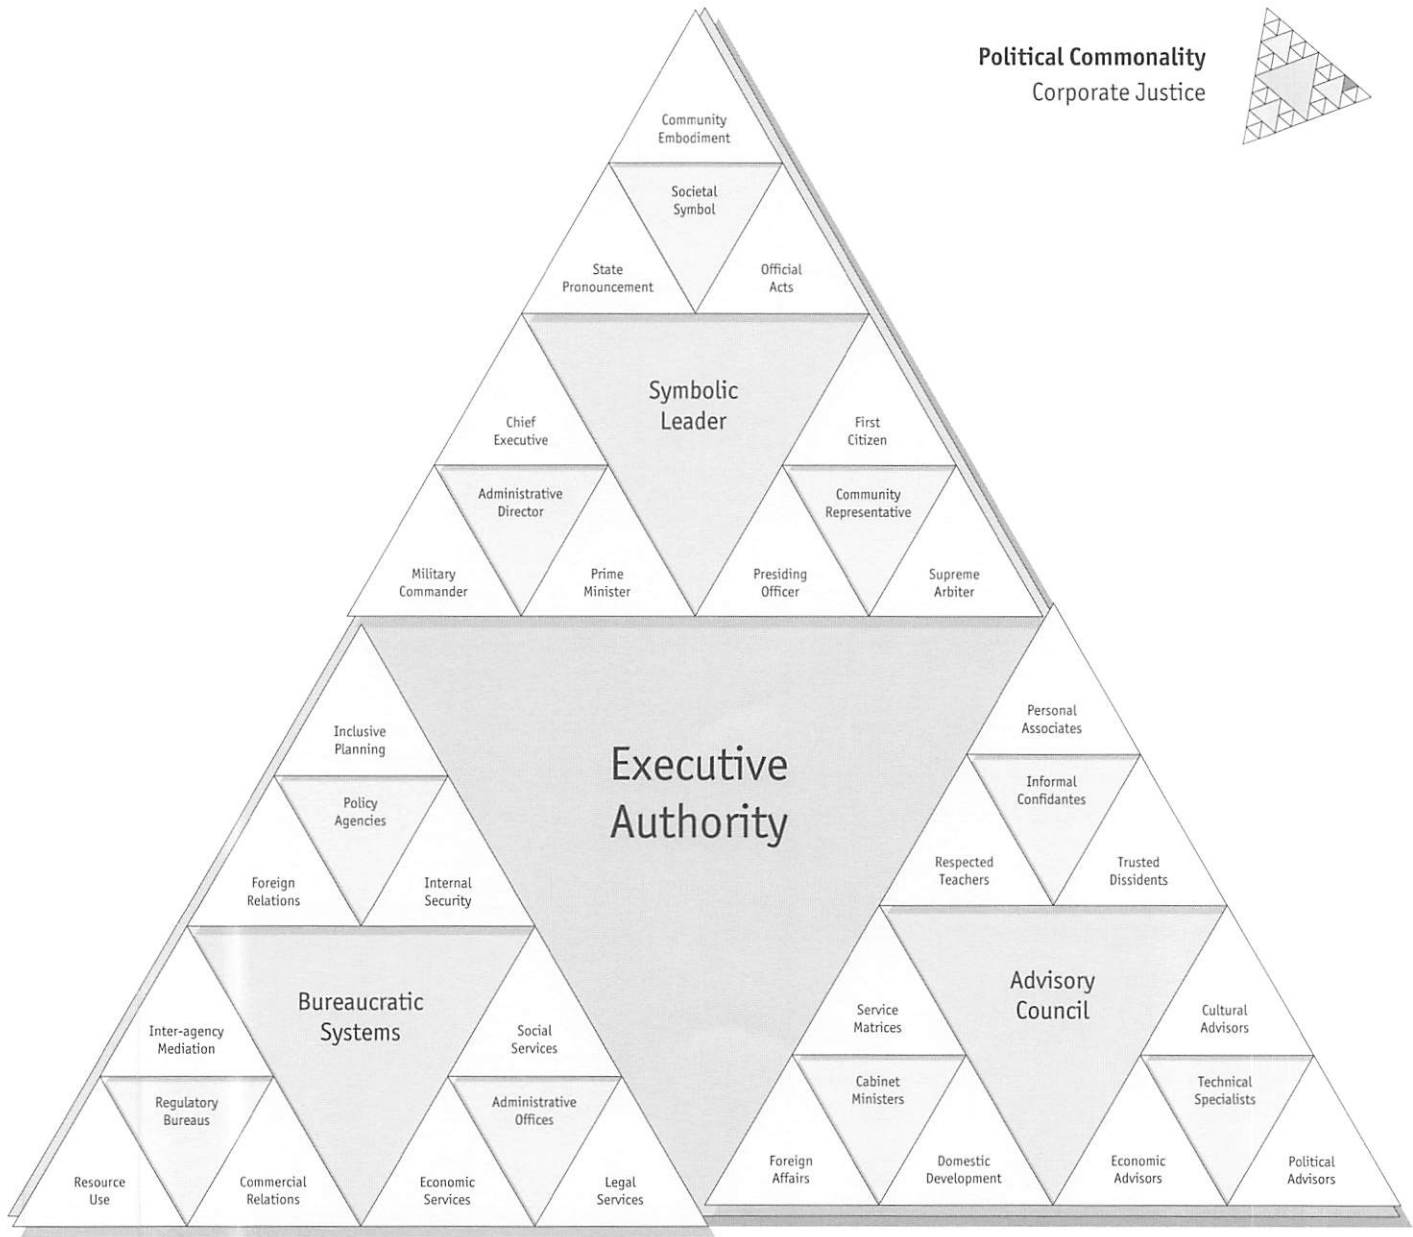 Political Commonality
Corporate Justice
Community
Embodiment
Societal
Symbol
State
Pronouncement
Official
Acts
Symbolic
Leader
Chief
Executive
Administrative
Director
Military
Commander
Prime
Minister
First
Citizen
Community
Representative
Presiding
Officer
Supreme
Arbiter
Executive
Authority
Inclusive
Planning
Policy
Agencies
Foreign
Relations
Internal
Security
Bureaucratic
Systems
Inter-agency
Mediation
Regulatory
Bureaus
Resource
Use
Commercial
Relations
Social
Services
Administrative
Offices
Economic
Services
Legal
Services
Personal
Associates
Informal
Confidantes
Respected
Teachers
Trusted
Dissidents
Advisory
Council
Service
Matrices
Cabinet
Ministers
Foreign
Affairs
Domestic
Development
Cultural
Advisors
Technical
Specialists
Economic
Advisors
Political
Advisors